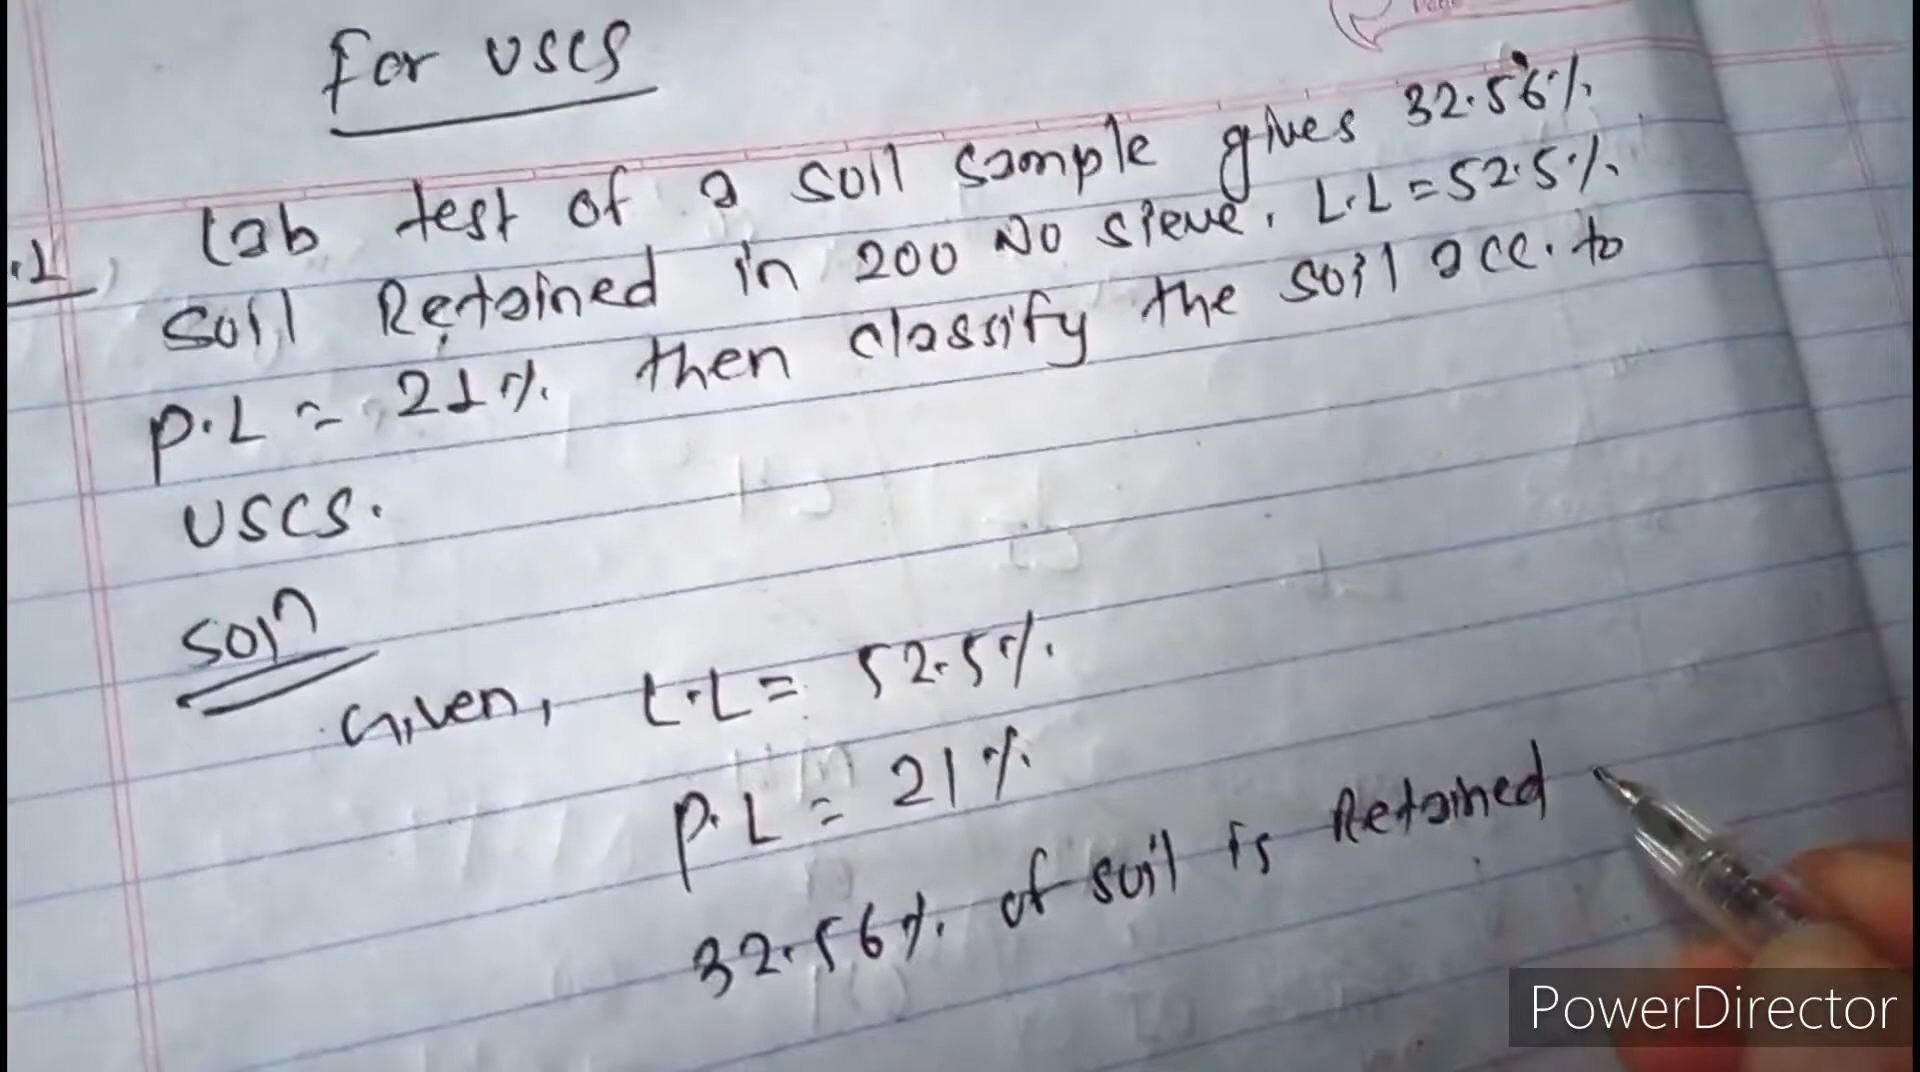 For USCS
.1, Lab test of a soil sample gives 32.56%
soil Retained in 200 No sieve. L.L = 52.5%.
P.L = 21%. then classify the soil acc. to
USCS.
Soln
Given, L.L = 52.5%.
P.L = 21%.
32.56%. of soil is Retained
PowerDirector